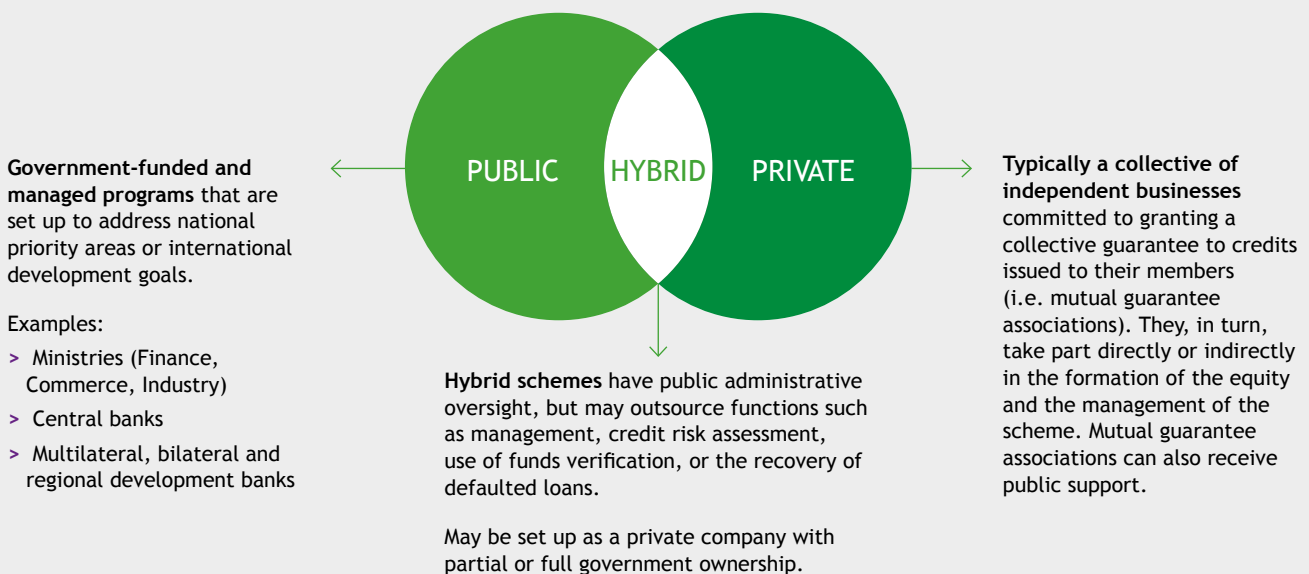 PUBLIC
HYBRID
PRIVATE
Government-funded and
managed programs that are
set up to address national
priority areas or international
development goals.
Examples:
> Ministries (Finance,
Commerce, Industry)
> Central banks
> Multilateral, bilateral and
regional development banks
Hybrid schemes have public administrative
oversight, but may outsource functions such
as management, credit risk assessment,
use of funds verification, or the recovery of
defaulted loans.
May be set up as a private company with
partial or full government ownership.
Typically a collective of
independent businesses
committed to granting a
collective guarantee to credits
issued to their members
(i.e. mutual guarantee
associations). They, in turn,
take part directly or indirectly
in the formation of the equity
and the management of the
scheme. Mutual guarantee
associations can also receive
public support.